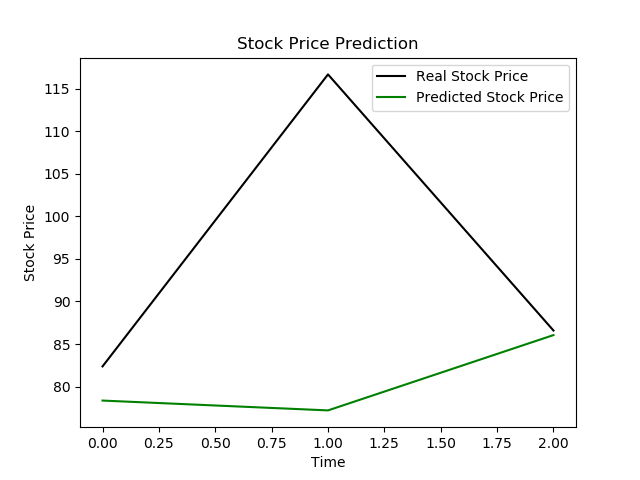 Stock Price Prediction
Real Stock Price
Predicted Stock Price
Stock Price
115
110
105
100
95
90
85
80
0.00 0.25 0.50 0.75 1.00 1.25 1.50 1.75 2.00
Time